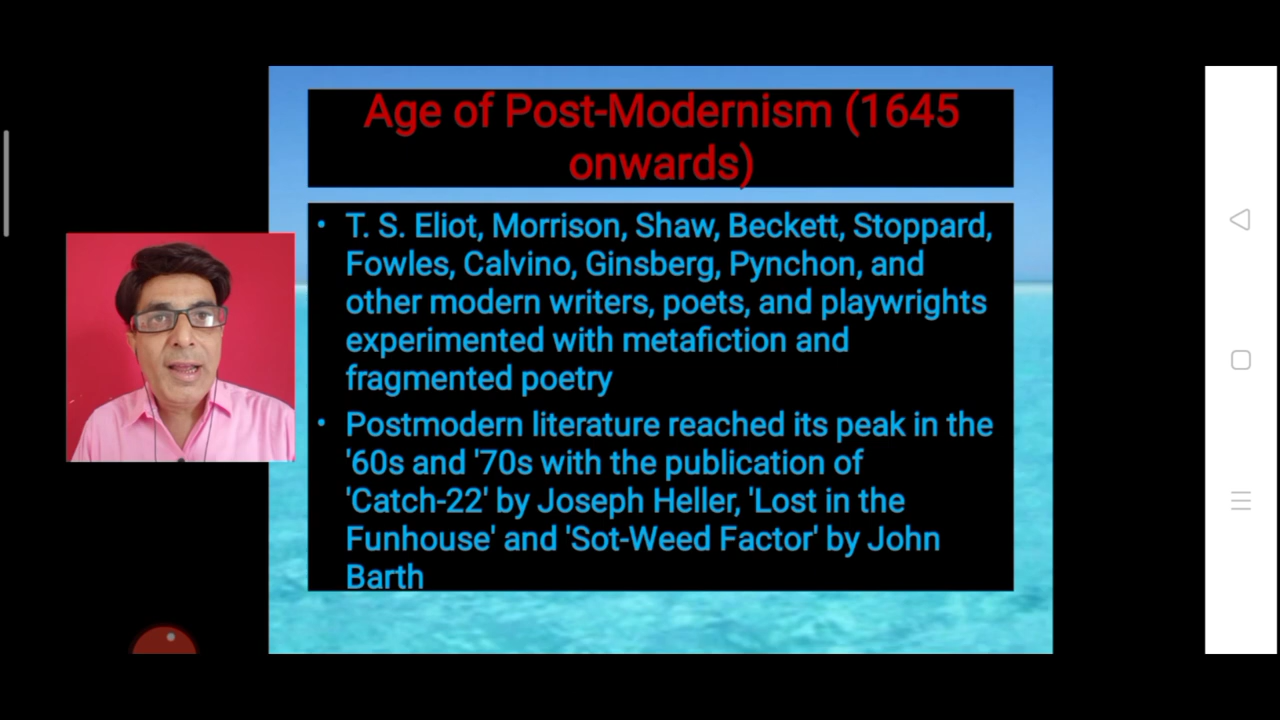 Age of Post-Modernism (1645
onwards)
• T. S. Eliot, Morrison, Shaw, Beckett, Stoppard,
Fowles, Calvino, Ginsberg, Pynchon, and
other modern writers, poets, and playwrights
experimented with metafiction and
fragmented poetry
• Postmodern literature reached its peak in the
'60s and '70s with the publication of
'Catch-22' by Joseph Heller, 'Lost in the
Funhouse' and 'Sot-Weed Factor' by John
Barth